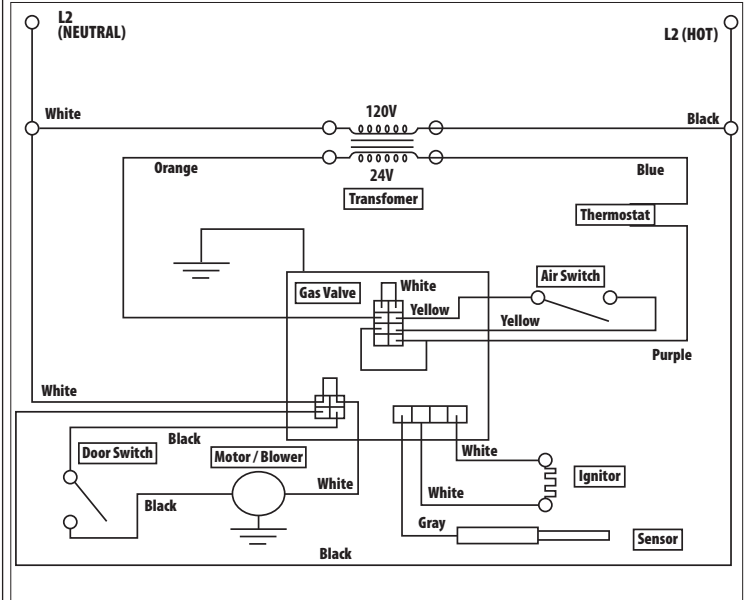 L2
(NEUTRAL)
L2 (HOT)
White
120V
Black
Orange
24V
Blue
Transfomer
Thermostat
Gas Valve
White
Air Switch
Yellow
Yellow
Purple
White
Black
Door Switch
Motor / Blower
White
Ignitor
White
White
Black
Gray
Sensor
Black